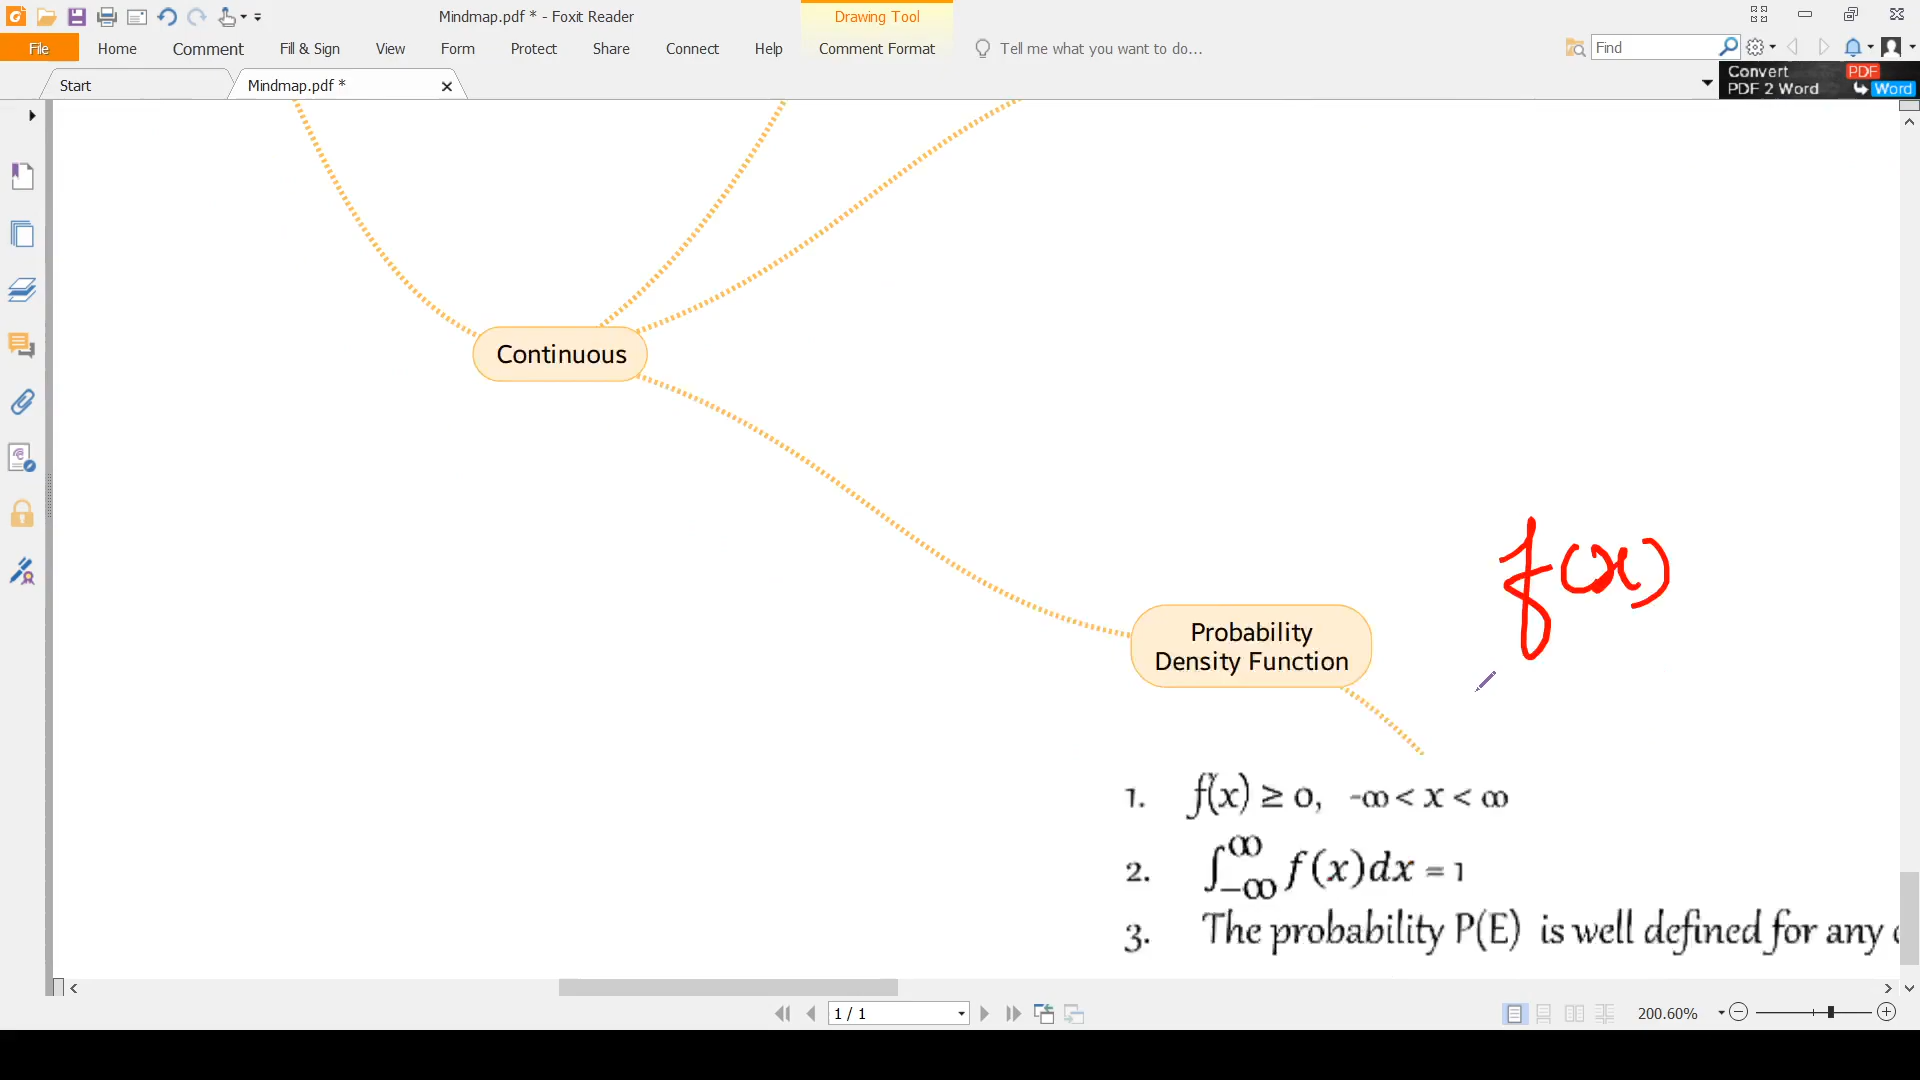 Mindmap.pdf * - Foxit Reader
Drawing Tool
File Home Comment Fill & Sign View Form Protect Share Connect Help Comment Format Tell me what you want to do... Find
Start Mindmap.pdf *
Convert PDF
PDF 2 Word Word
Continuous
f(x)
Probability
Density Function
1. f(x) ≥ 0, -∞ < x < ∞
2. ∫_{-∞}^{∞} f(x)dx = 1
3. The probability P(E) is well defined for any
1 / 1 200.60%